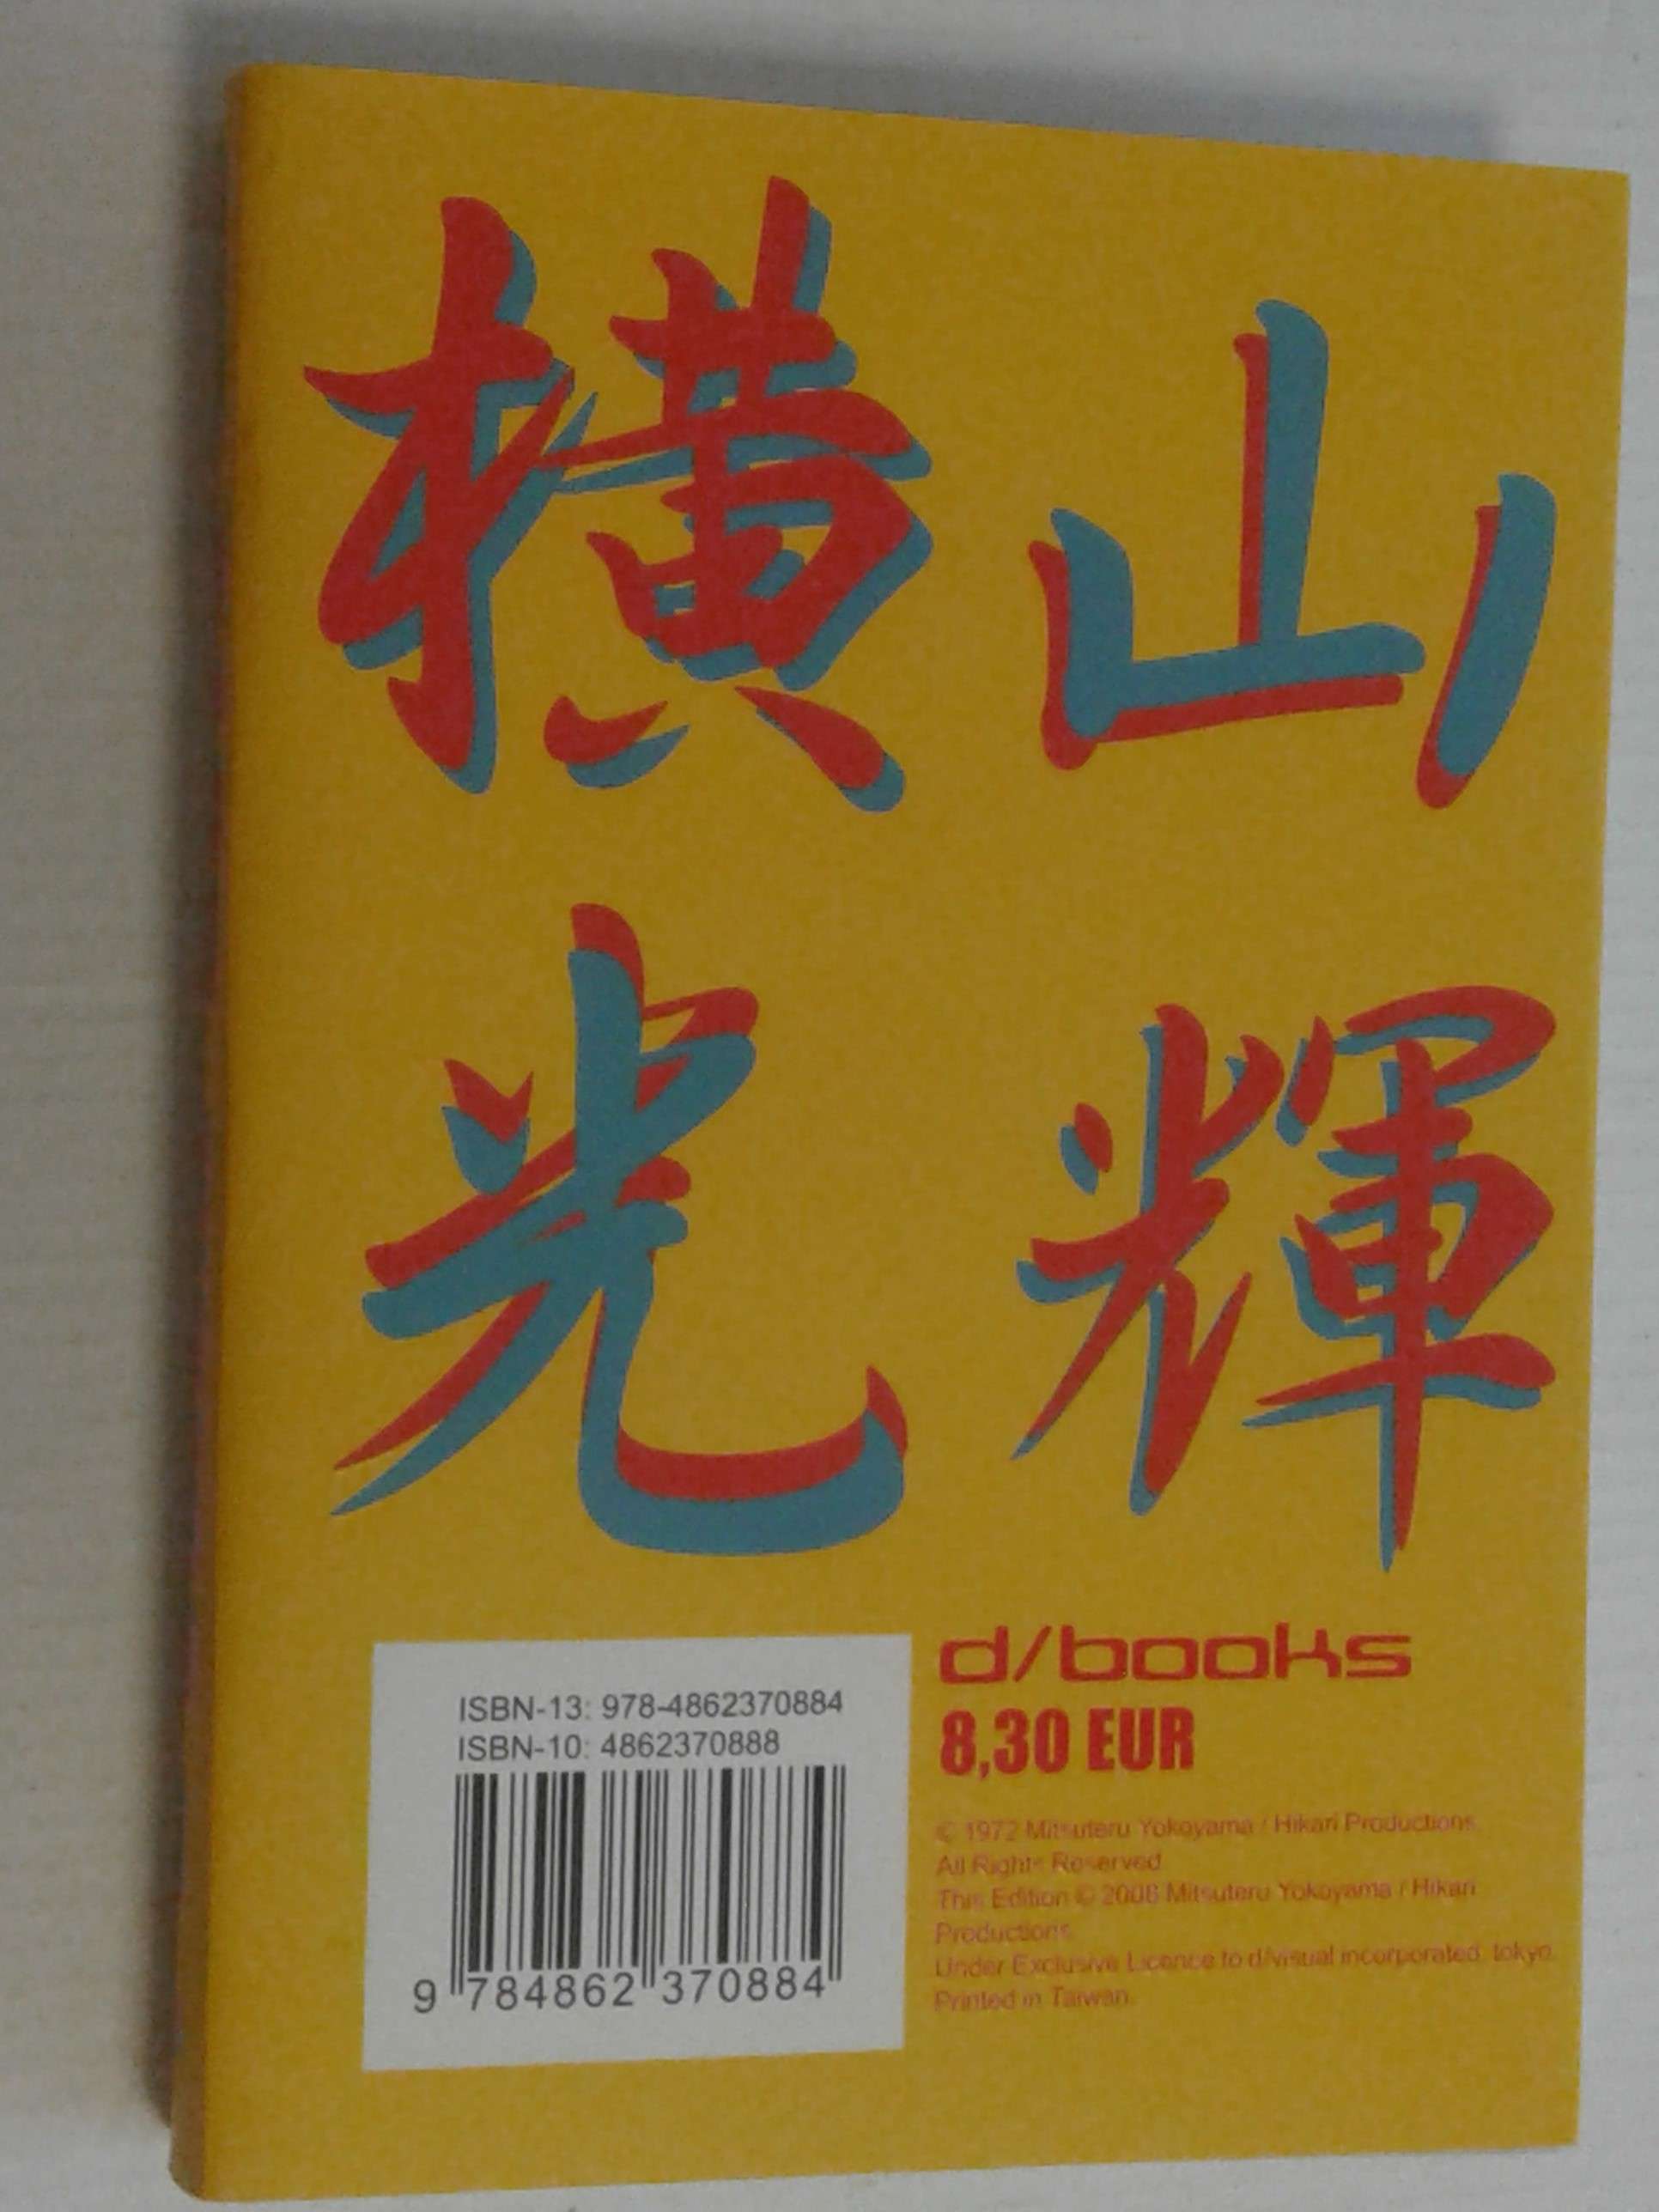 横山
光輝
d/books
8,30 EUR
ISBN-13: 978-4862370884
ISBN-10: 4862370888
9 784862 370884
© 1972 Mitsuteru Yokoyama / Hikari Productions.
All Rights Reserved
This Edition © 2008 Mitsuteru Yokoyama / Hikari
Productions.
Under Exclusive Licence to d/visual incorporated, tokyo.
Printed in Taiwan.